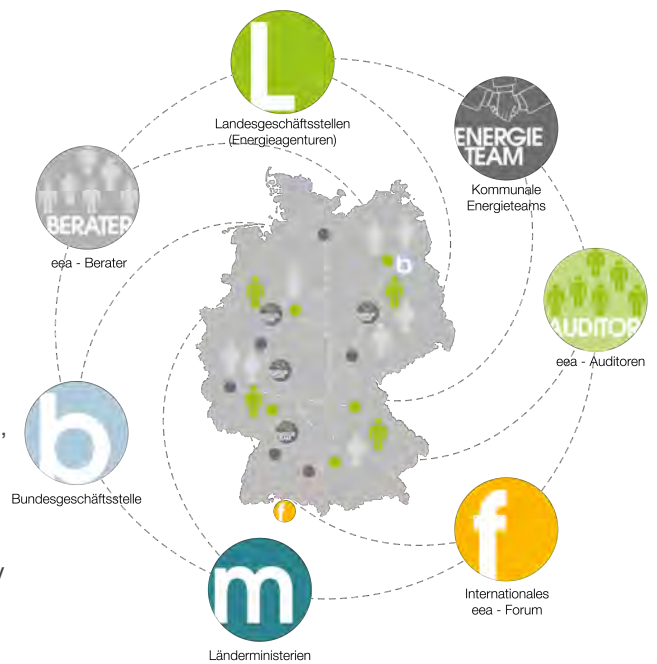 L
Landesgeschäftsstellen
(Energieagenturen)
ENERGIE
TEAM
Kommunale
Energieteams
BERATER
eea - Berater
AUDITOR
eea - Auditoren
b
b
Bundesgeschäftsstelle
,
f
f
Internationales
eea - Forum
m
Länderministerien